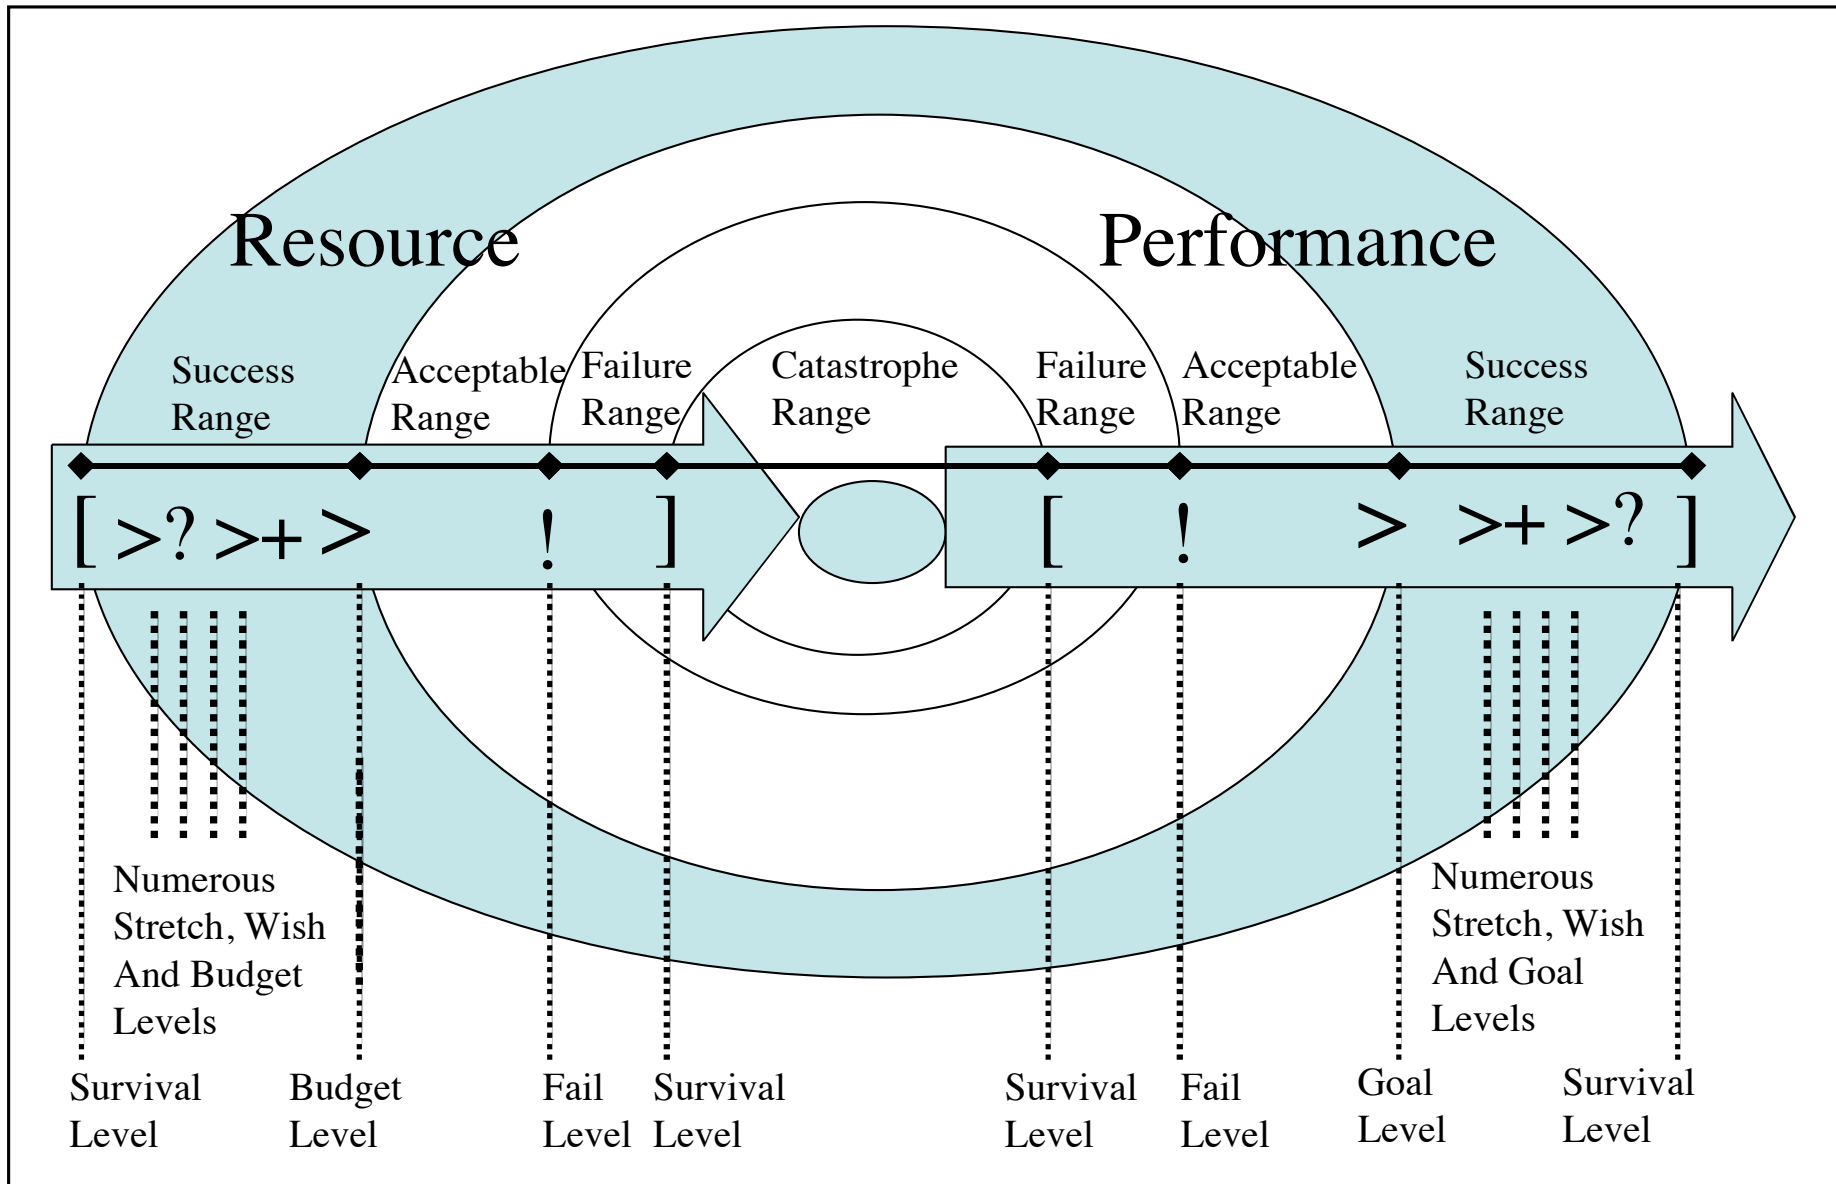 Resource
Performance
Success
Range
Acceptable
Range
Failure
Range
Catastrophe
Range
Failure
Range
Acceptable
Range
Success
Range
[ >? >+ > ! ]
[ ! > >+ >? ]
Numerous
Stretch, Wish
And Budget
Levels
Numerous
Stretch, Wish
And Goal
Levels
Survival
Level
Budget
Level
Fail
Level
Survival
Level
Survival
Level
Fail
Level
Goal
Level
Survival
Level